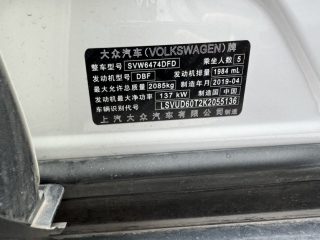 大众汽车(VOLKSWAGEN)牌
整车型号 SVW6474DFD 乘坐人数 5
发动机型号 DBF 发动机排量 1984 mL
最大允许总质量 2085kg 制造年月 2019-04
发动机最大净功率 137 kW 制造国 中国
车辆识别代号 LSVUD60T2K2055136
上汽大众汽车有限公司 制造